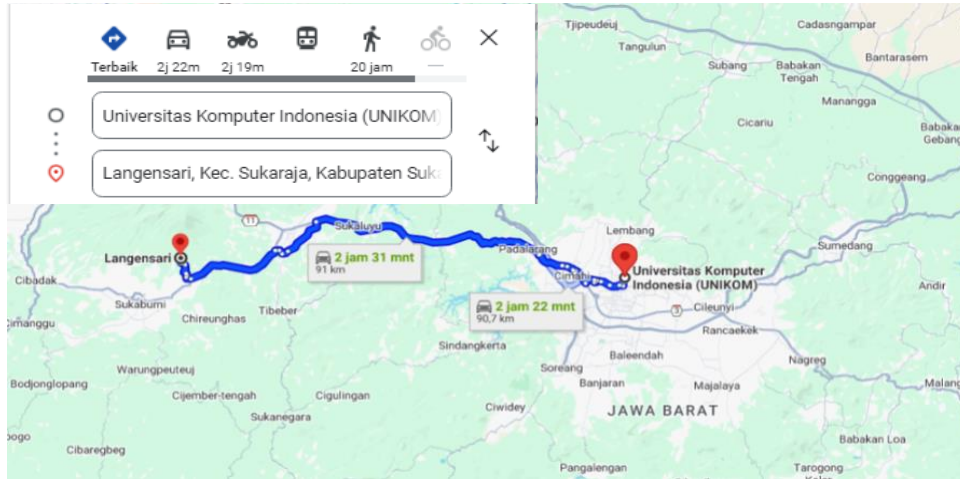 Terbaik
2j 22m
2j 19m
20 jam
—
Universitas Komputer Indonesia (UNIKOM)
Langensari, Kec. Sukaraja, Kabupaten Suka
Tjipeudeuj
Cadasngampar
Tangulun
Bantarasem
Subang
Babakan
Tengah
Manangga
Cicariu
Babaka
Gebang
Conggeang
11
Sukaluyu
Lembang
Langensari
Padalarang
Sumedang
2 jam 31 mnt
91 km
Universitas Komputer
Indonesia (UNIKOM)
Cimahi
Cibadak
Andir
Sukabumi
2 jam 22 mnt
90,7 km
3
Cileunyi
Cimanggu
Chireunghas
Tibeber
Rancaekek
Sindangkerta
Baleendah
Nagreg
Warungpeuteuj
Soreang
Bodjonglopang
Banjaran
Majalaya
Malang
Cijember-tengah
Cigulingan
Ciwidey
JAWA BARAT
Sukanegara
ogo
Babakan Loa
Cibaregbeg
Pangalengan
Tarogong